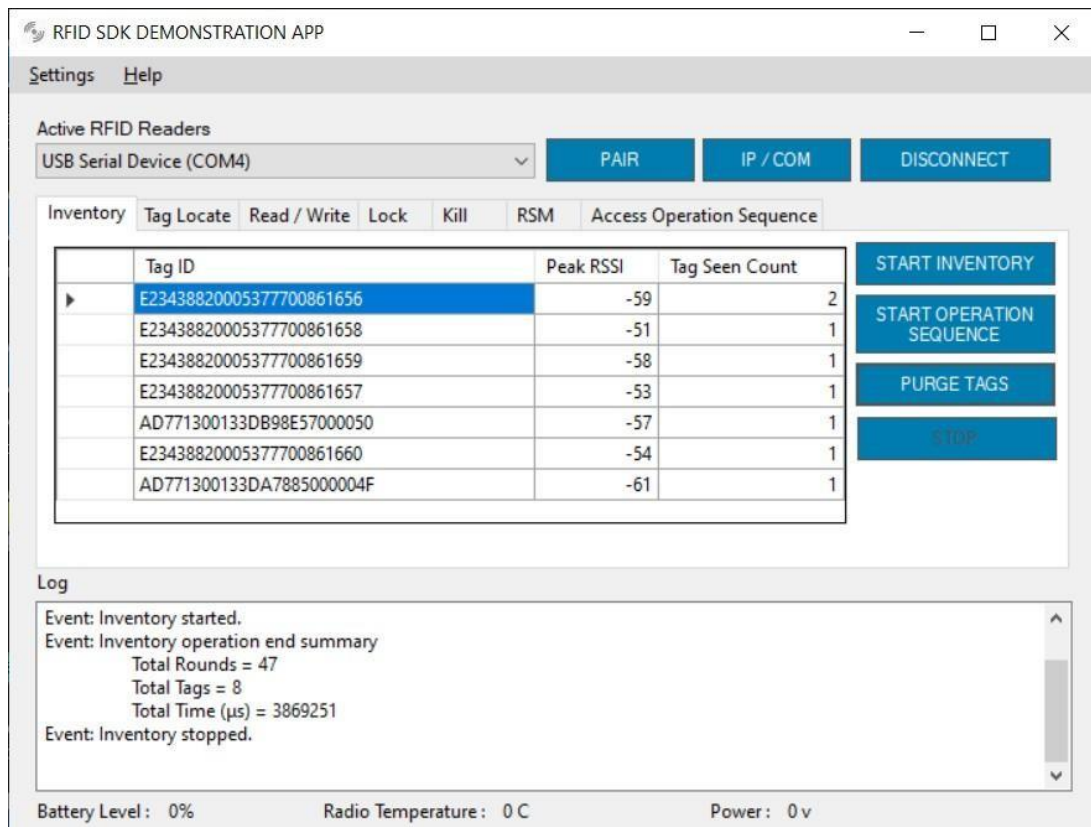 RFID SDK DEMONSTRATION APP
Settings Help
Active RFID Readers
USB Serial Device (COM4) PAIR IP / COM DISCONNECT
Inventory Tag Locate Read / Write Lock Kill RSM Access Operation Sequence
Tag ID Peak RSSI Tag Seen Count
E23438820005377700861656 -59 2
E23438820005377700861658 -51 1
E23438820005377700861659 -58 1
E23438820005377700861657 -53 1
AD771300133DB98E57000050 -57 1
E23438820005377700861660 -54 1
AD771300133DA7885000004F -61 1
START INVENTORY
START OPERATION
SEQUENCE
PURGE TAGS
STOP
Log
Event: Inventory started.
Event: Inventory operation end summary
Total Rounds = 47
Total Tags = 8
Total Time (µs) = 3869251
Event: Inventory stopped.
Battery Level : 0% Radio Temperature : 0 C Power : 0 v